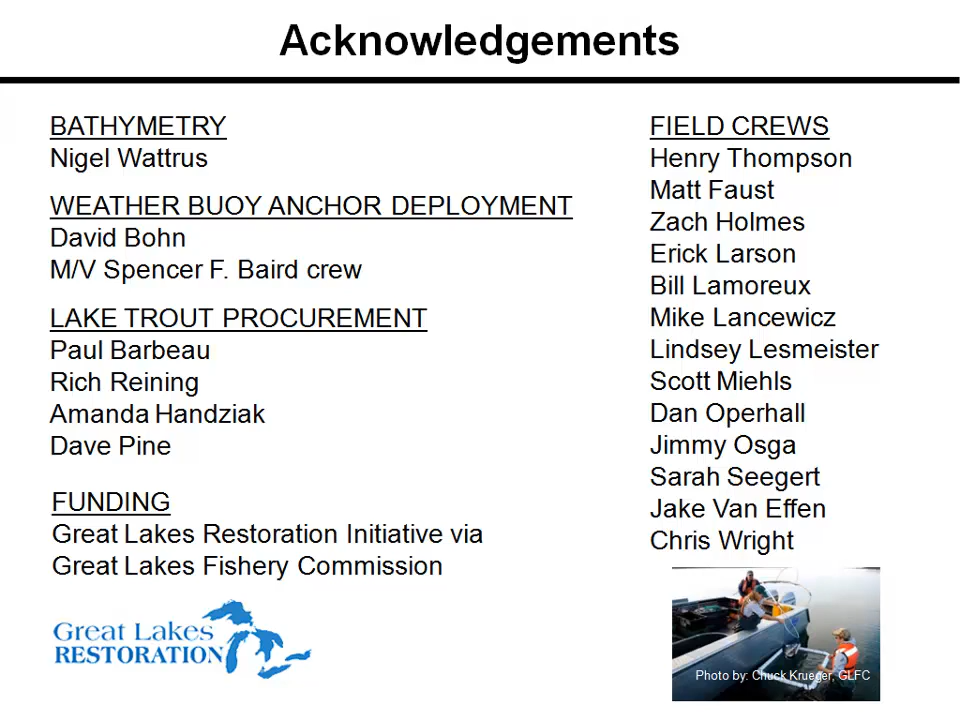 Acknowledgements
BATHYMETRY
Nigel Wattrus
WEATHER BUOY ANCHOR DEPLOYMENT
David Bohn
M/V Spencer F. Baird crew
LAKE TROUT PROCUREMENT
Paul Barbeau
Rich Reining
Amanda Handziak
Dave Pine
FUNDING
Great Lakes Restoration Initiative via
Great Lakes Fishery Commission
Great Lakes
RESTORATION
FIELD CREWS
Henry Thompson
Matt Faust
Zach Holmes
Erick Larson
Bill Lamoreux
Mike Lancewicz
Lindsey Lesmeister
Scott Miehls
Dan Operhall
Jimmy Osga
Sarah Seegert
Jake Van Effen
Chris Wright
Photo by: Chuck Krueger, GLFC